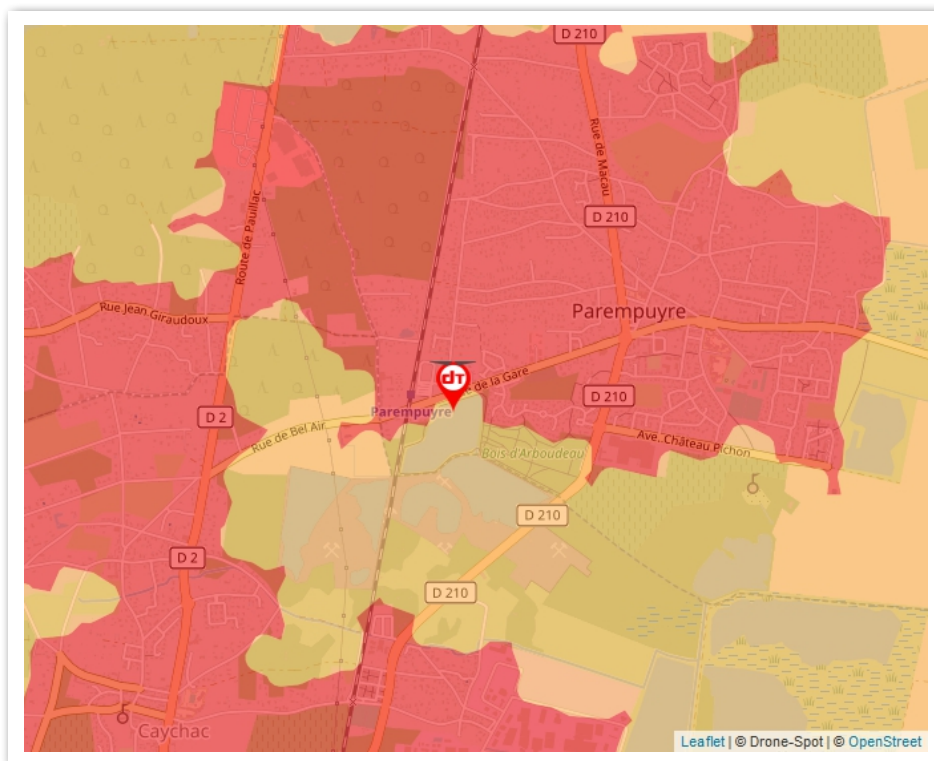 D 210
Rue de Macau
D 210
Route de Pauillac
Rue Jean Giraudoux
Parempuyre
dT
de la Gare
D 2
Parempuyre
D 210
Rue de Bel Air
Ave. Château Pichon
Bois d'Arboudeau
D 210
D 2
D 210
Caychac
Leaflet | © Drone-Spot | © OpenStreet